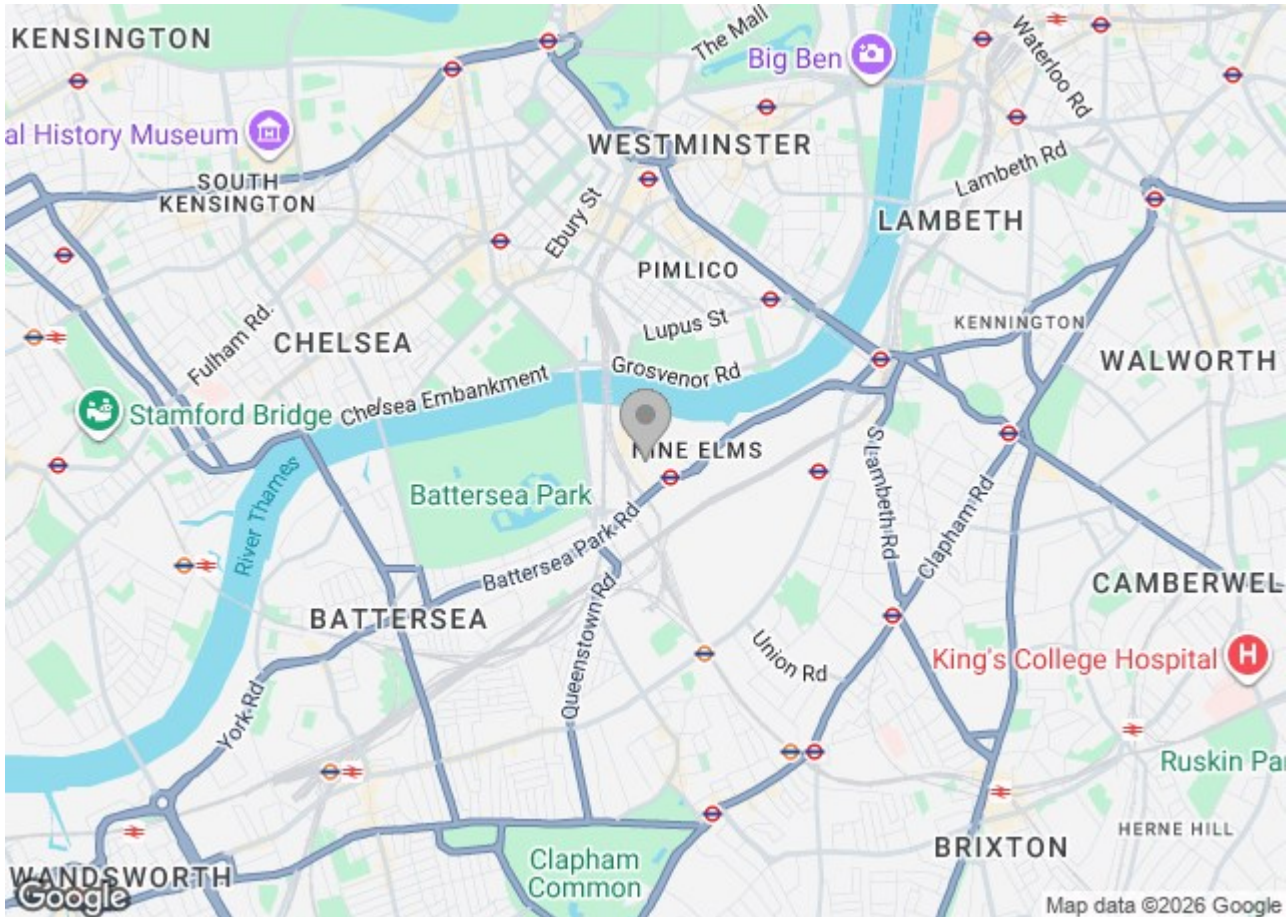 KENSINGTON
The Mall
Big Ben
Waterloo Rd
al History Museum
WESTMINSTER
Lambeth Rd
SOUTH
KENSINGTON
Ebury St
LAMBETH
PIMLICO
Lupus St
KENNINGTON
Fulham Rd.
CHELSEA
Grosvenor Rd
WALWORTH
Chelsea Embankment
Stamford Bridge
NINE ELMS
S Lambeth Rd
Clapham Rd
River Thames
Battersea Park
Battersea Park Rd
CAMBERWEL
BATTERSEA
Queenstown Rd
Union Rd
King's College Hospital
H
York Rd
Ruskin Par
HERNE HILL
BRIXTON
Clapham
Common
WANDSWORTH
Google
Map data ©2026 Google